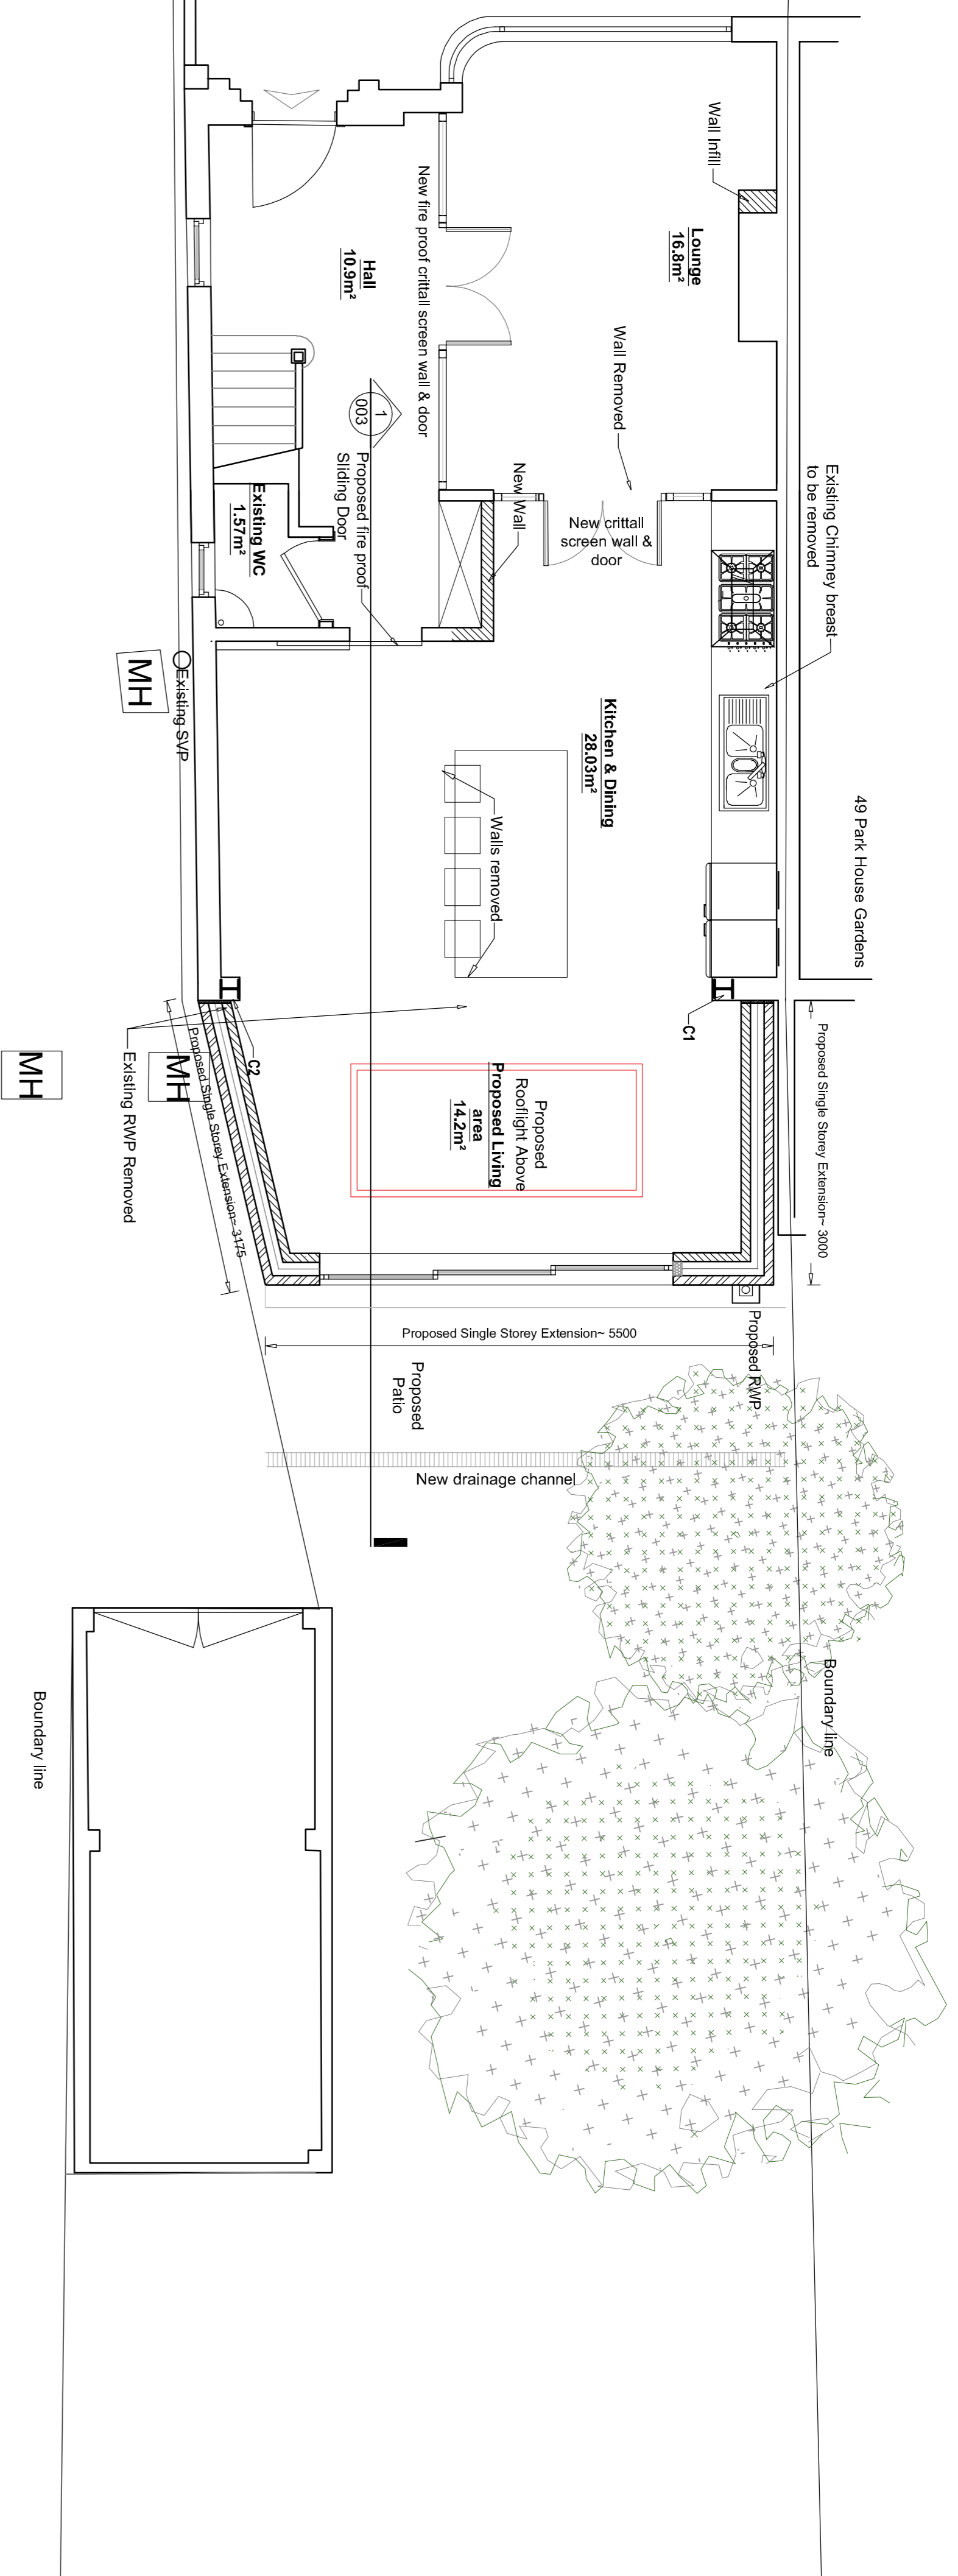 Wall Infill
Lounge
16.8m²
New fire proof crittall screen wall & door
Hall
10.9m²
Wall Removed
1
003
Existing Chimney breast
to be removed
Proposed fire proof
Sliding Door
New Wall
New crittall
screen wall &
door
Existing WC
1.57m²
MH
Existing SVP
Kitchen & Dining
28.03m²
Walls removed
49 Park House Gardens
C1
C2
Proposed Single Storey Extension~ 3000
Proposed Single Storey Extension~ 3175
MH
MH
Existing RWP Removed
Proposed
Rooflight Above
Proposed Living
area
14.2m²
Proposed Single Storey Extension~ 5500
Proposed RWP
Proposed
Patio
New drainage channel
Boundary line
Boundary line